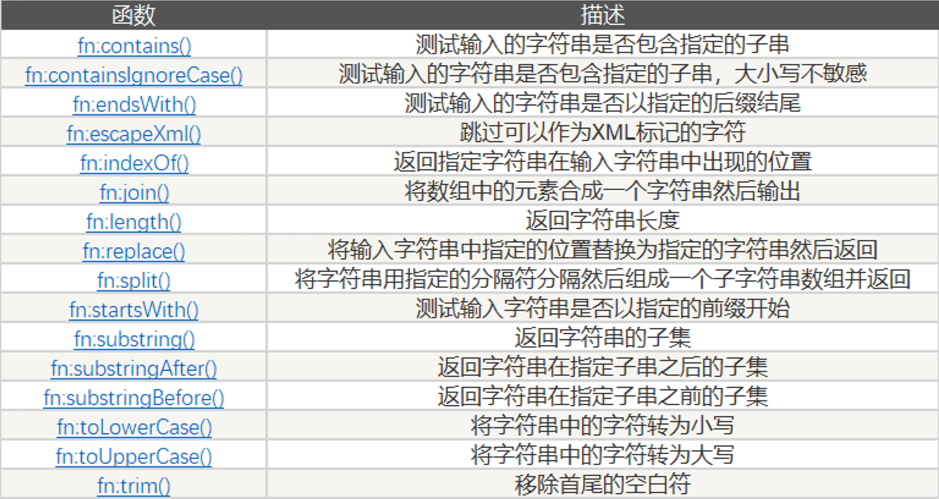 函数 描述
fn:contains() 测试输入的字符串是否包含指定的子串
fn:containsIgnoreCase() 测试输入的字符串是否包含指定的子串，大小写不敏感
fn:endsWith() 测试输入的字符串是否以指定的后缀结尾
fn:escapeXml() 跳过可以作为XML标记的字符
fn:indexOf() 返回指定字符串在输入字符串中出现的位置
fn:join() 将数组中的元素合成一个字符串然后输出
fn:length() 返回字符串长度
fn:replace() 将输入字符串中指定的位置替换为指定的字符串然后返回
fn:split() 将字符串用指定的分隔符分隔然后组成一个子字符串数组并返回
fn:startsWith() 测试输入字符串是否以指定的前缀开始
fn:substring() 返回字符串的子集
fn:substringAfter() 返回字符串在指定子串之后的子集
fn:substringBefore() 返回字符串在指定子串之前的子集
fn:toLowerCase() 将字符串中的字符转为小写
fn:toUpperCase() 将字符串中的字符转为大写
fn:trim() 移除首尾的空白符